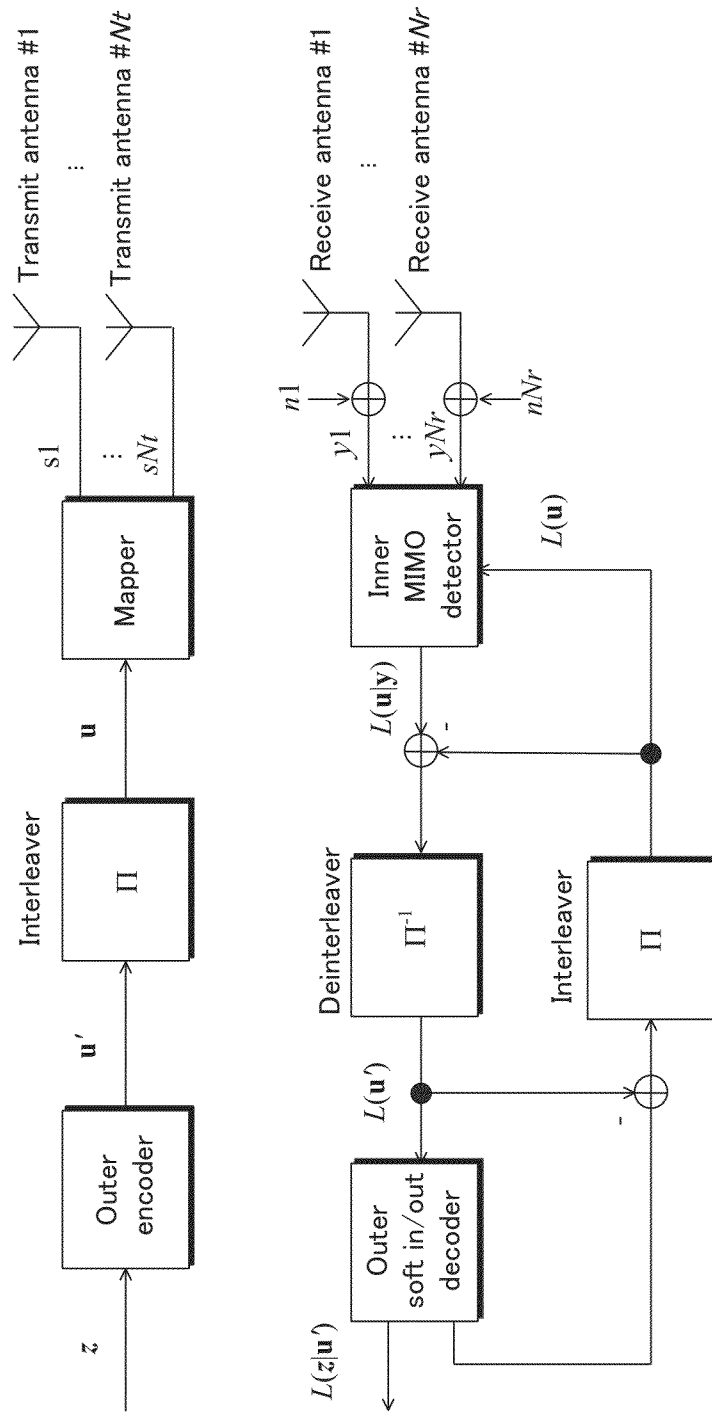 z
Outer
encoder
u′
Interleaver
Π
u
Mapper
s1
⋮
sNt
Transmit antenna #1
⋮
Transmit antenna #Nt
L(z|u′)
Outer
soft in/out
decoder
L(u′)
Deinterleaver
Π⁻¹
L(u|y)
-
Inner
MIMO
detector
y1
⋮
yNr
n1
nNr
Receive antenna #1
⋮
Receive antenna #Nr
-
Interleaver
Π
L(u)